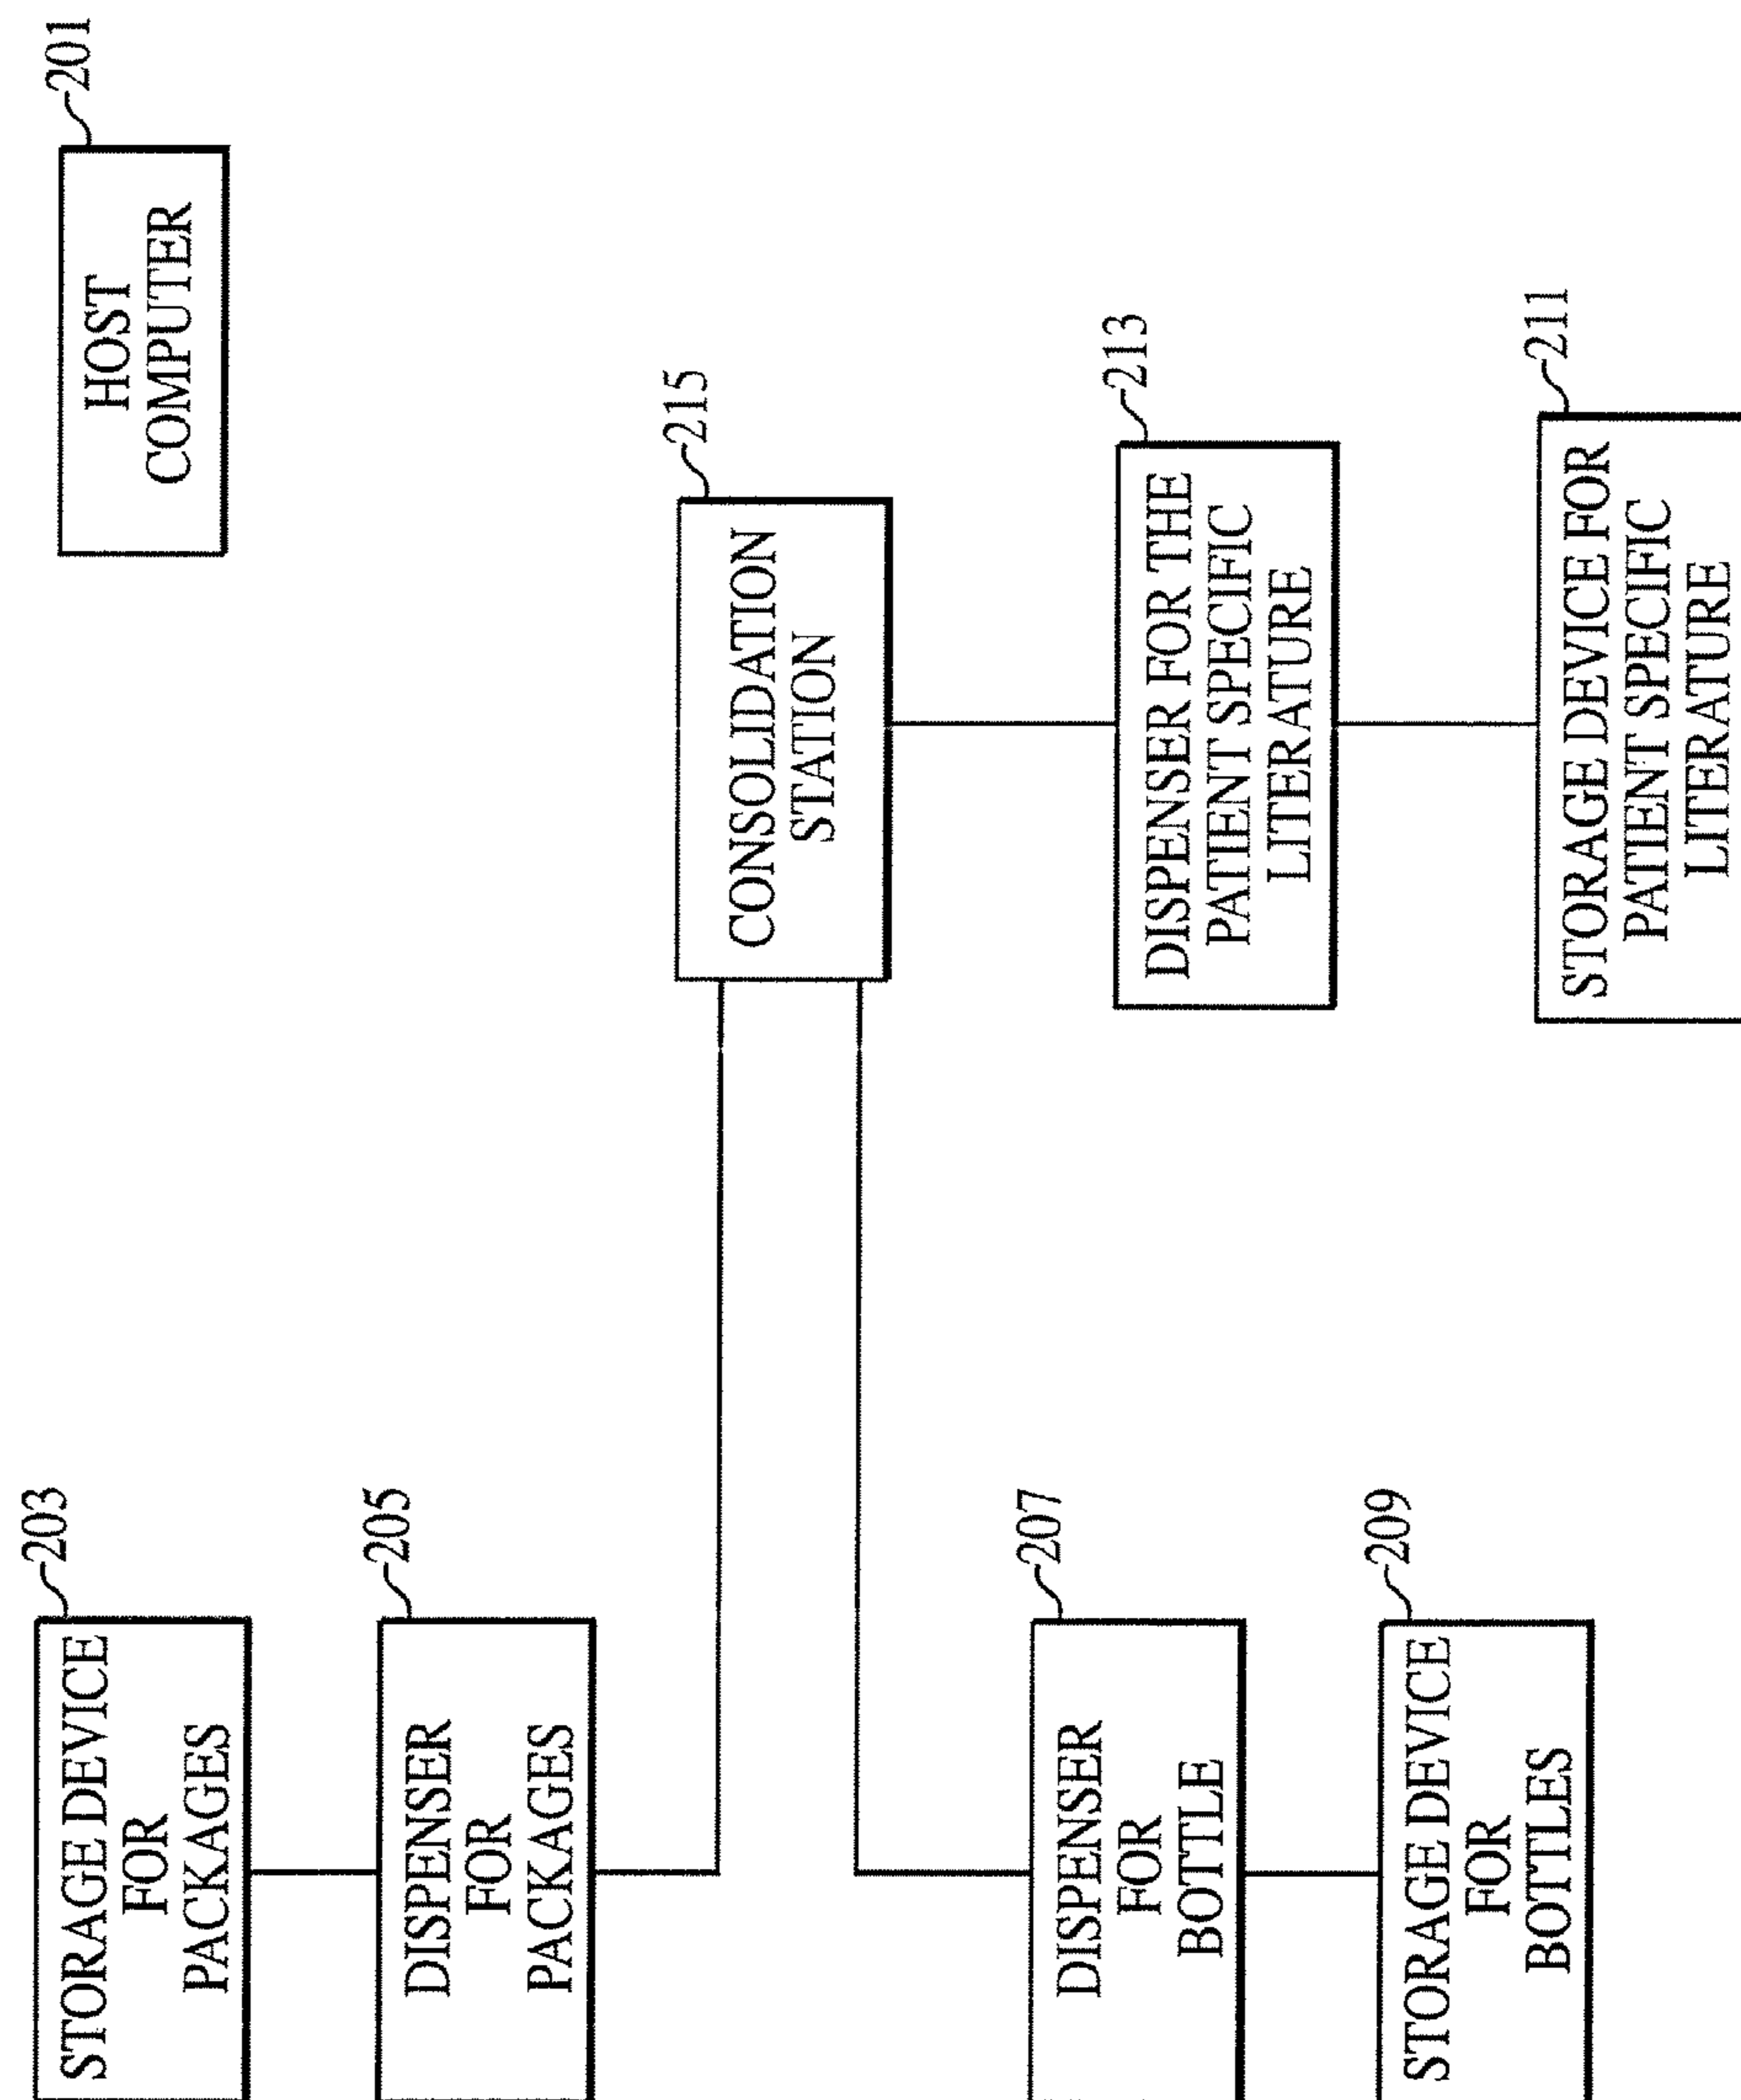 203
STORAGE DEVICE
FOR
PACKAGES
205
DISPENSER
FOR
PACKAGES
207
DISPENSER
FOR
BOTTLE
209
STORAGE DEVICE
FOR
BOTTLES
201
HOST
COMPUTER
215
CONSOLIDATION
STATION
213
DISPENSER FOR THE
PATIENT SPECIFIC
LITERATURE
211
STORAGE DEVICE FOR
PATIENT SPECIFIC
LITERATURE